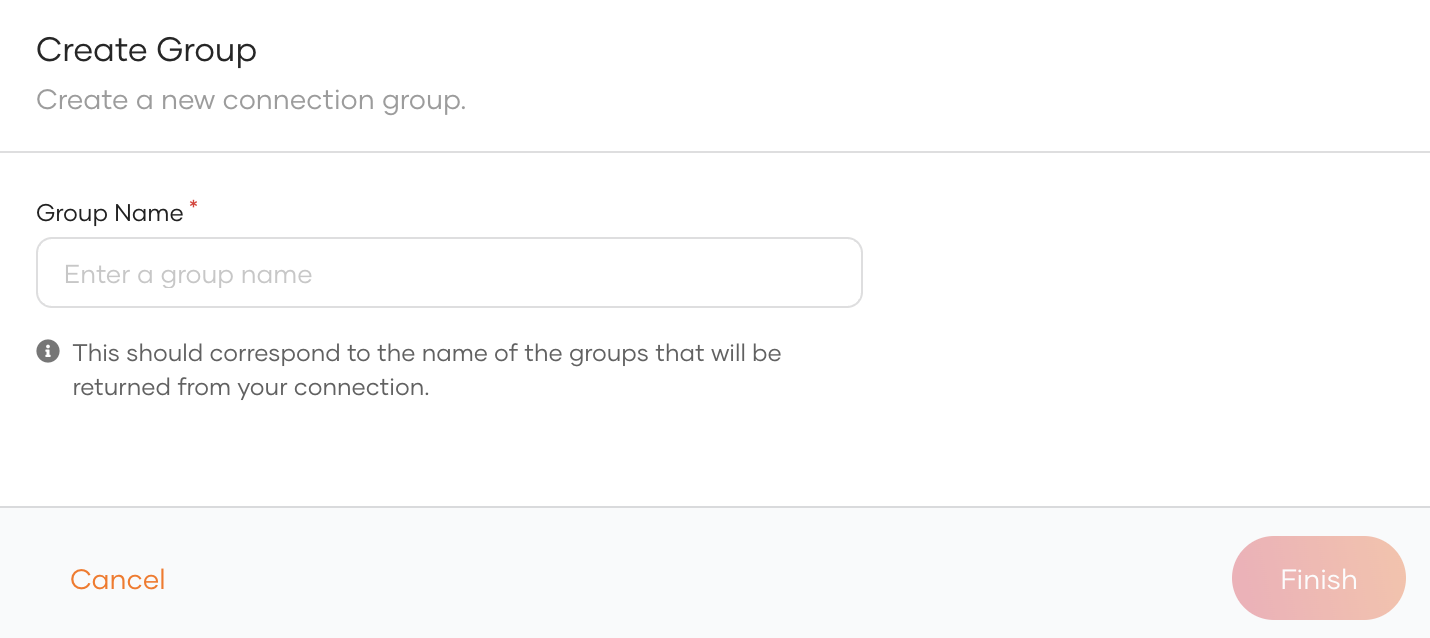 Create Group
Create a new connection group.
Group Name *
Enter a group name
This should correspond to the name of the groups that will be
returned from your connection.
Cancel
Finish